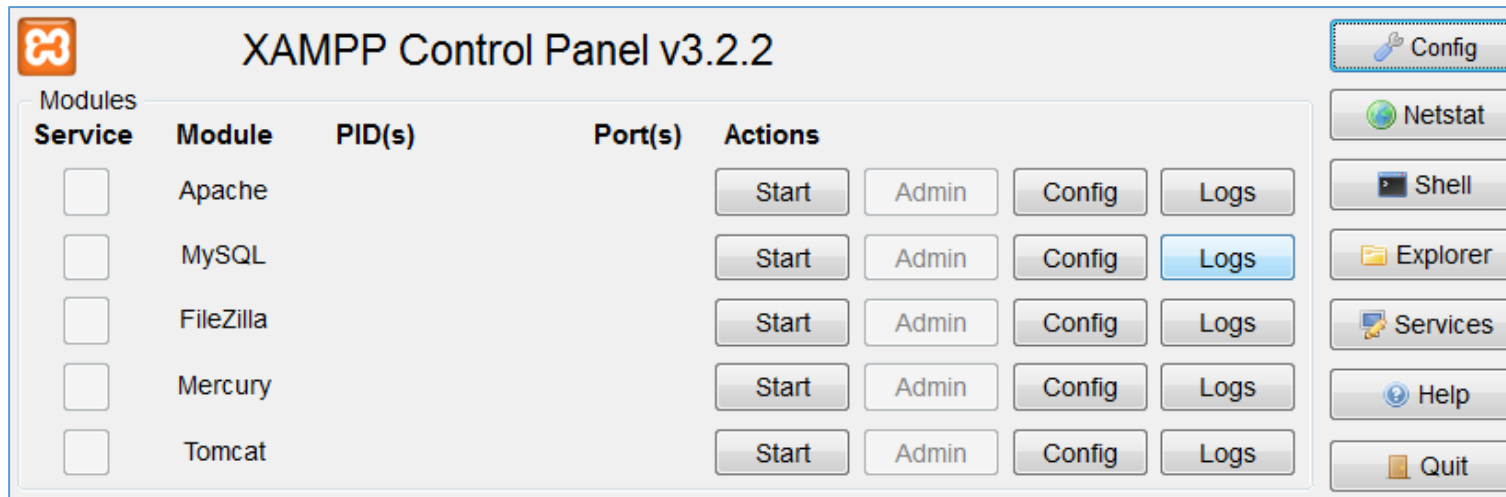 XAMPP Control Panel v3.2.2
Config
Modules
Netstat
Service Module PID(s) Port(s) Actions
Apache Start Admin Config Logs
Shell
MySQL Start Admin Config Logs
Explorer
FileZilla Start Admin Config Logs
Services
Mercury Start Admin Config Logs
Help
Tomcat Start Admin Config Logs
Quit